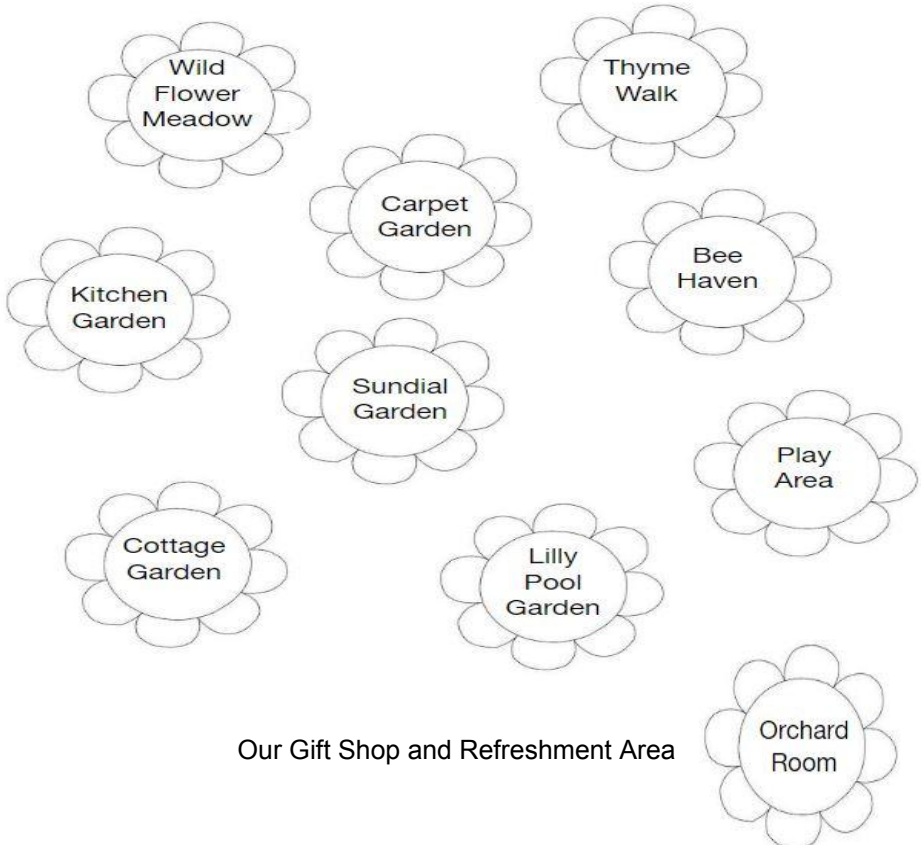 Wild
Flower
Meadow
Thyme
Walk
Carpet
Garden
Bee
Haven
Kitchen
Garden
Sundial
Garden
Play
Area
Cottage
Garden
Lilly
Pool
Garden
Orchard
Room
Our Gift Shop and Refreshment Area